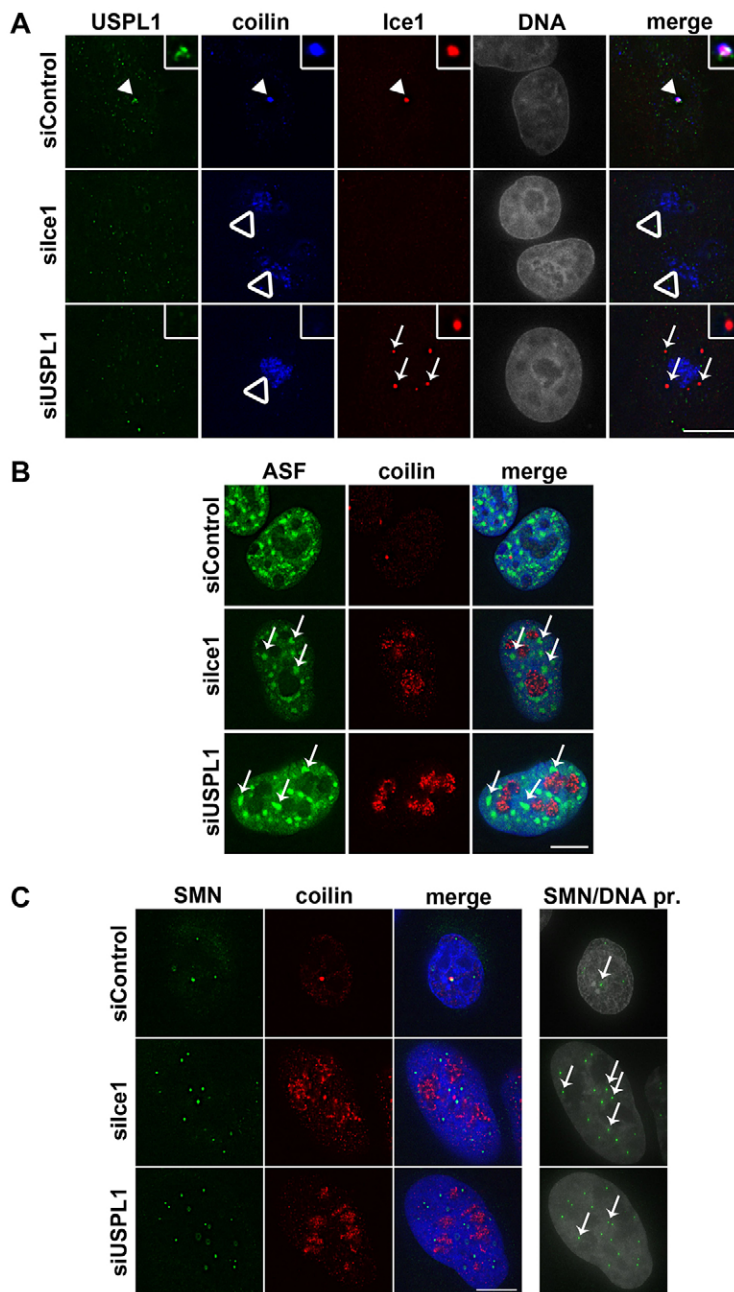 A
USPL1 coilin Ice1 DNA merge
siControl
siIce1
siUSPL1
B
ASF coilin merge
siControl
siIce1
siUSPL1
C
SMN coilin merge SMN/DNA pr.
siControl
siIce1
siUSPL1